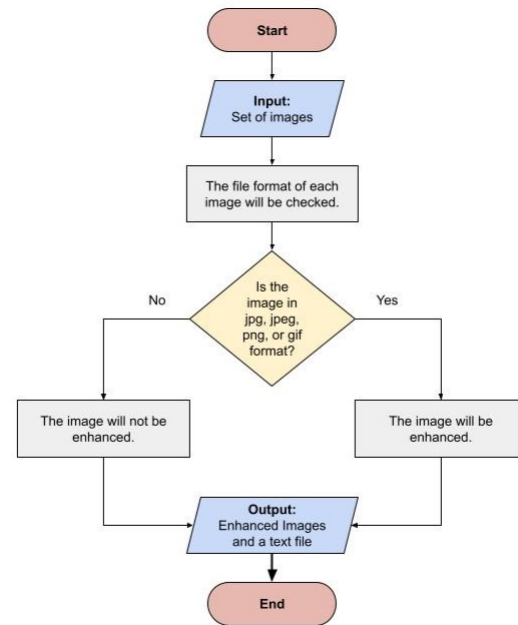 Start
Input:
Set of images
The file format of each
image will be checked.
Is the
image in
jpg, jpeg,
png, or gif
format?
No
Yes
The image will not be
enhanced.
The image will be
enhanced.
Output:
Enhanced Images
and a text file
End